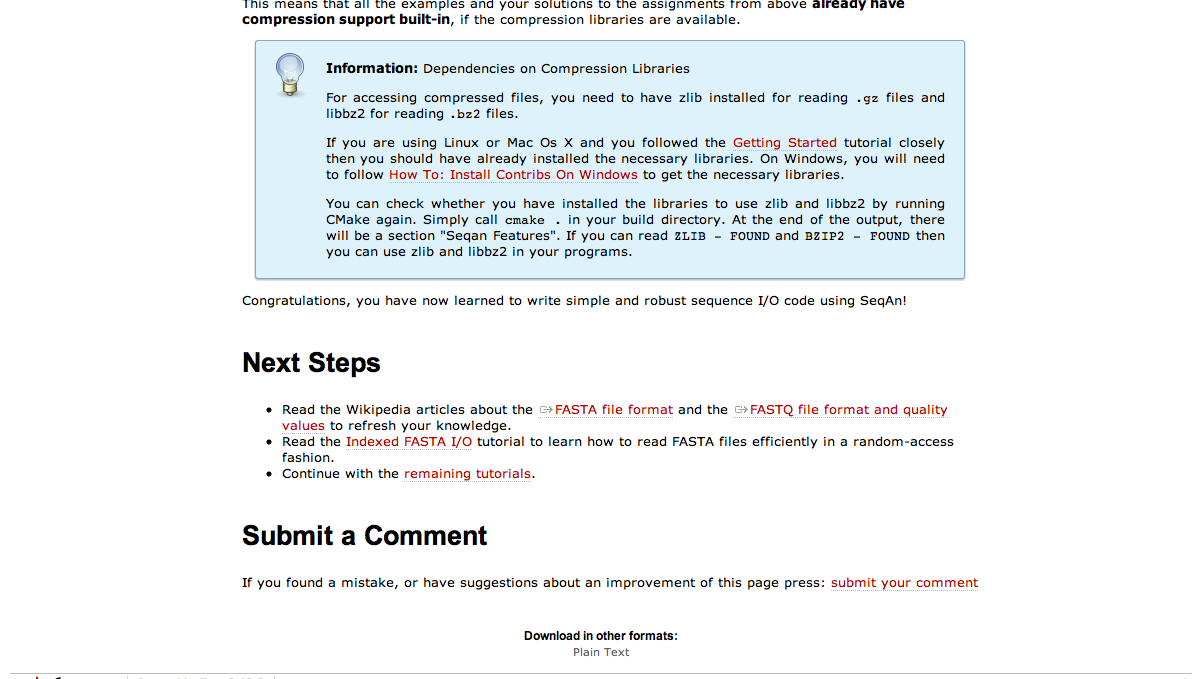 This means that all the examples and your solutions to the assignments from above already have
compression support built-in, if the compression libraries are available.
Information: Dependencies on Compression Libraries
For accessing compressed files, you need to have zlib installed for reading .gz files and
libbz2 for reading .bz2 files.
If you are using Linux or Mac Os X and you followed the Getting Started tutorial closely
then you should have already installed the necessary libraries. On Windows, you will need
to follow How To: Install Contribs On Windows to get the necessary libraries.
You can check whether you have installed the libraries to use zlib and libbz2 by running
CMake again. Simply call cmake . in your build directory. At the end of the output, there
will be a section "Seqan Features". If you can read ZLIB - FOUND and BZIP2 - FOUND then
you can use zlib and libbz2 in your programs.
Congratulations, you have now learned to write simple and robust sequence I/O code using SeqAn!
Next Steps
• Read the Wikipedia articles about the FASTA file format and the FASTQ file format and quality
values to refresh your knowledge.
• Read the Indexed FASTA I/O tutorial to learn how to read FASTA files efficiently in a random-access
fashion.
• Continue with the remaining tutorials.
Submit a Comment
If you found a mistake, or have suggestions about an improvement of this page press: submit your comment
Download in other formats:
Plain Text